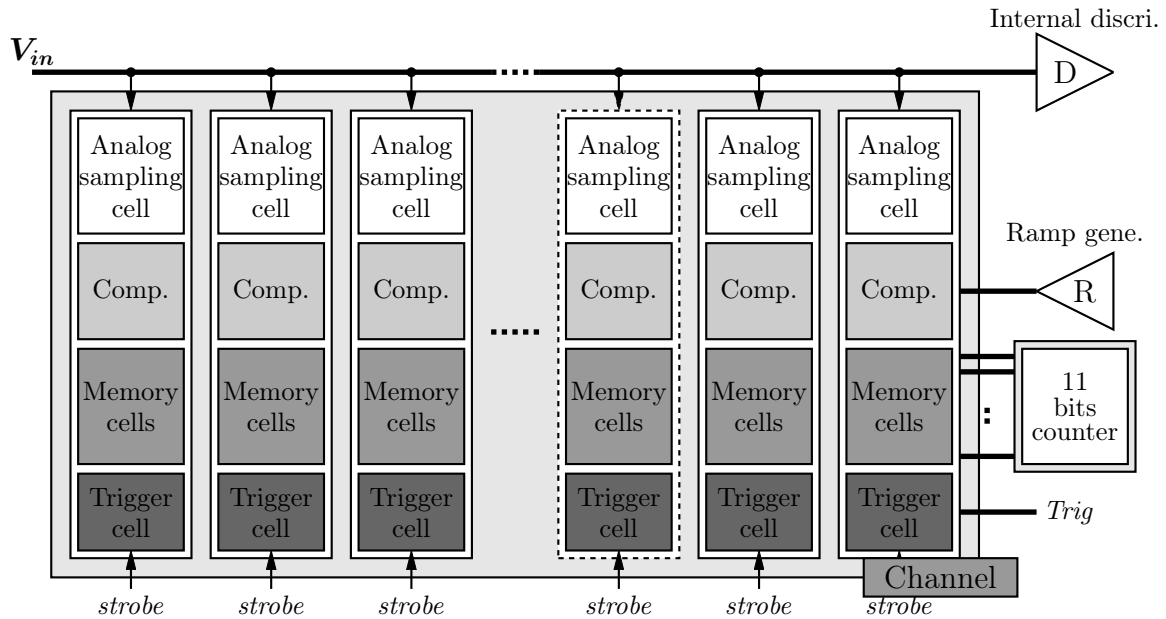 Internal discri.
V_in
D
Analog
sampling
cell
Analog
sampling
cell
Analog
sampling
cell
Analog
sampling
cell
Analog
sampling
cell
Analog
sampling
cell
Ramp gene.
Comp.
Comp.
Comp.
Comp.
Comp.
Comp.
R
Memory
cells
Memory
cells
Memory
cells
Memory
cells
Memory
cells
Memory
cells
11
bits
counter
Trigger
cell
Trigger
cell
Trigger
cell
Trigger
cell
Trigger
cell
Trigger
cell
Trig
Channel
strobe
strobe
strobe
strobe
strobe
strobe